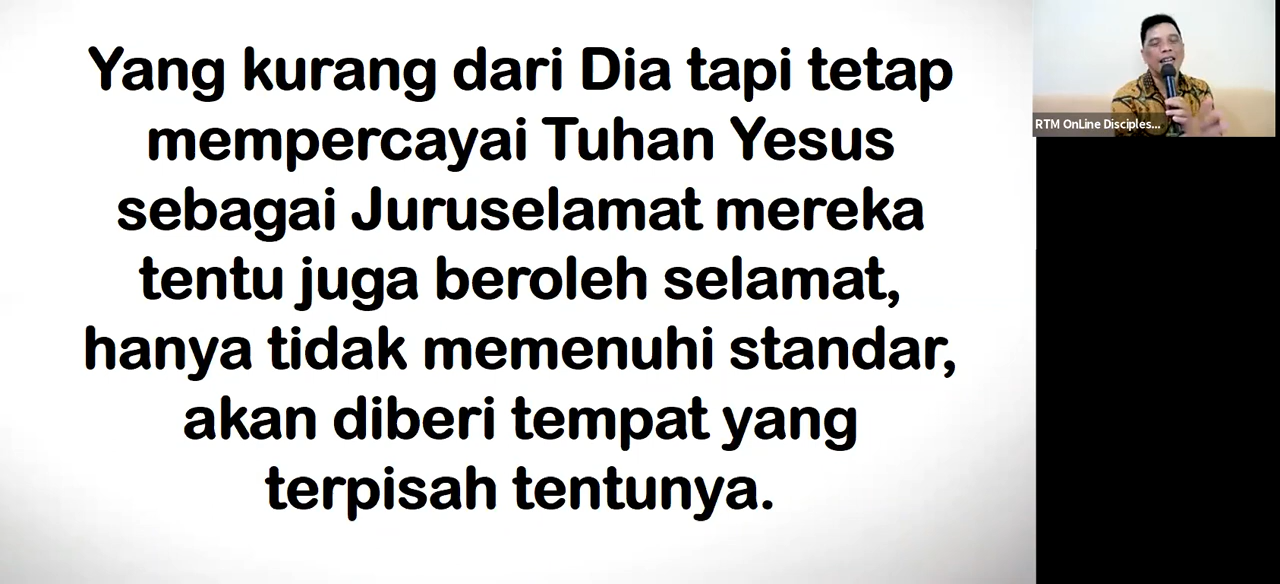 Yang kurang dari Dia tapi tetap
mempercayai Tuhan Yesus
sebagai Juruselamat mereka
tentu juga beroleh selamat,
hanya tidak memenuhi standar,
akan diberi tempat yang
terpisah tentunya.
RTM OnLine Disciples...